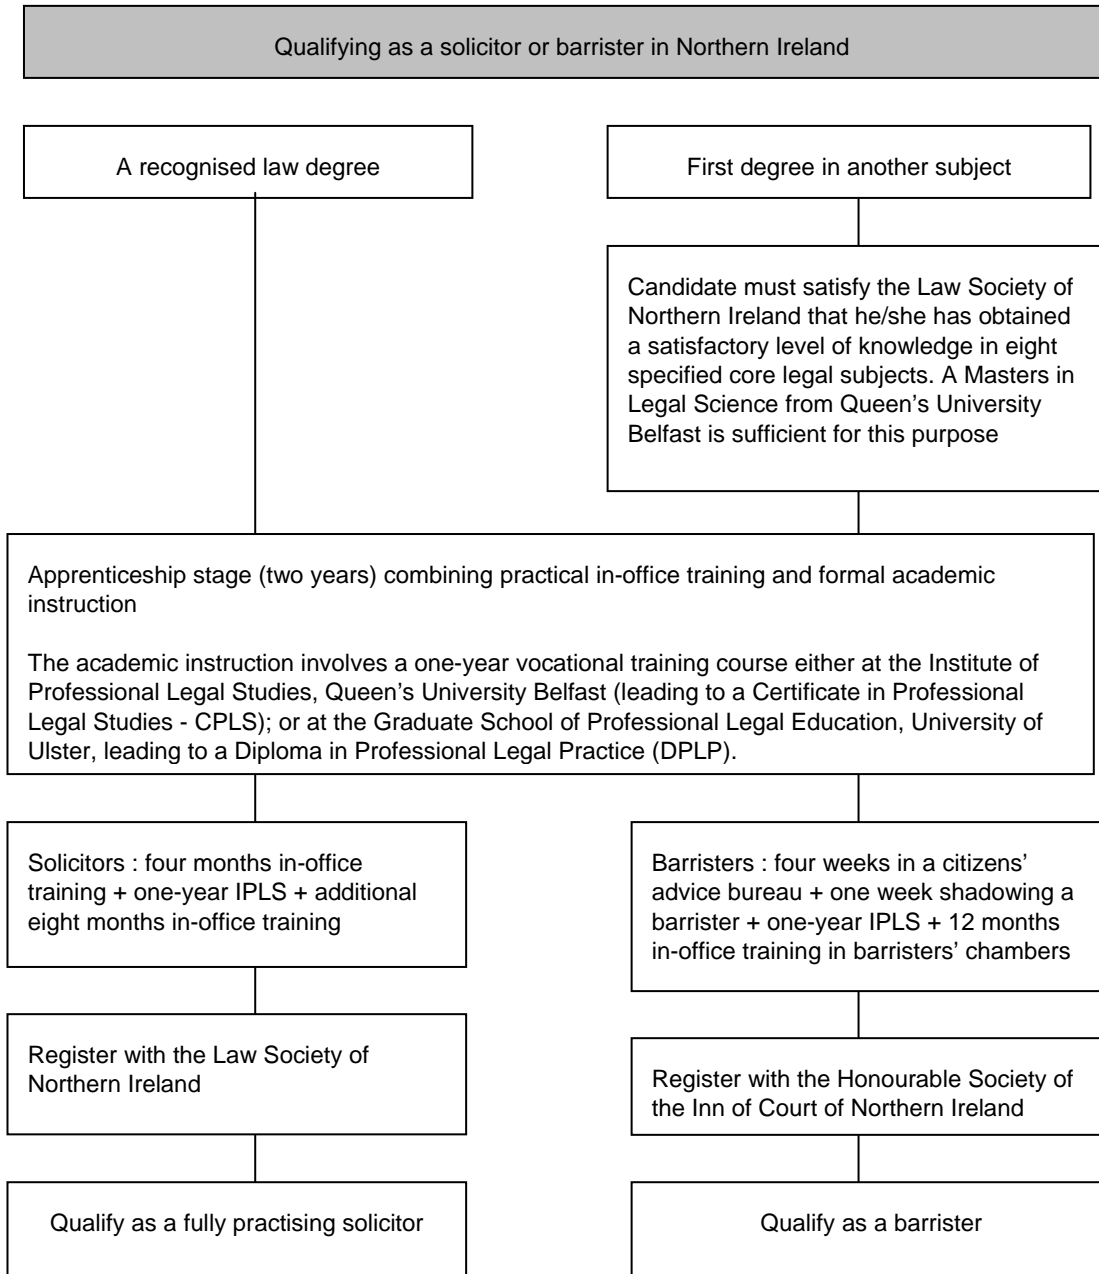 Qualifying as a solicitor or barrister in Northern Ireland
A recognised law degree
First degree in another subject
Candidate must satisfy the Law Society of
Northern Ireland that he/she has obtained
a satisfactory level of knowledge in eight
specified core legal subjects. A Masters in
Legal Science from Queen’s University
Belfast is sufficient for this purpose
Apprenticeship stage (two years) combining practical in-office training and formal academic
instruction
The academic instruction involves a one-year vocational training course either at the Institute of
Professional Legal Studies, Queen’s University Belfast (leading to a Certificate in Professional
Legal Studies - CPLS); or at the Graduate School of Professional Legal Education, University of
Ulster, leading to a Diploma in Professional Legal Practice (DPLP).
Solicitors : four months in-office
training + one-year IPLS + additional
eight months in-office training
Barristers : four weeks in a citizens’
advice bureau + one week shadowing a
barrister + one-year IPLS + 12 months
in-office training in barristers’ chambers
Register with the Law Society of
Northern Ireland
Register with the Honourable Society of
the Inn of Court of Northern Ireland
Qualify as a fully practising solicitor
Qualify as a barrister